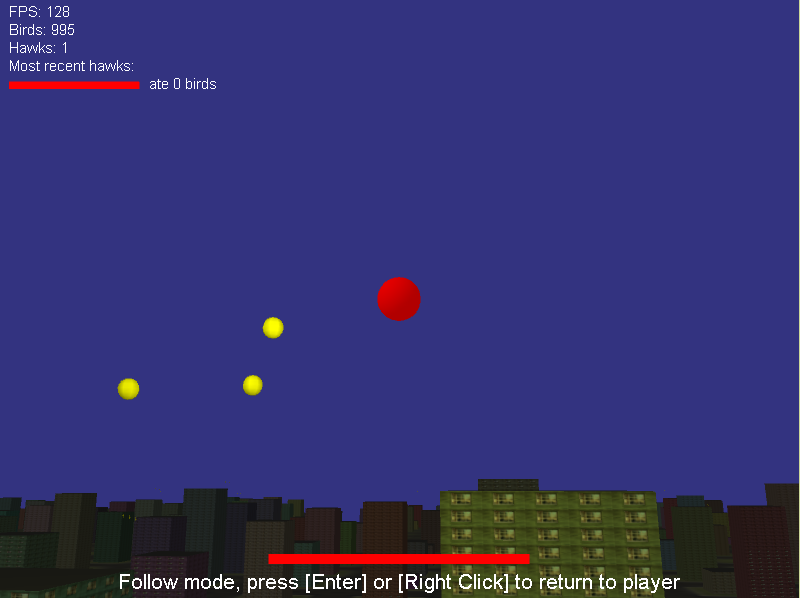 FPS: 128
Birds: 995
Hawks: 1
Most recent hawks:
ate 0 birds
Follow mode, press [Enter] or [Right Click] to return to player